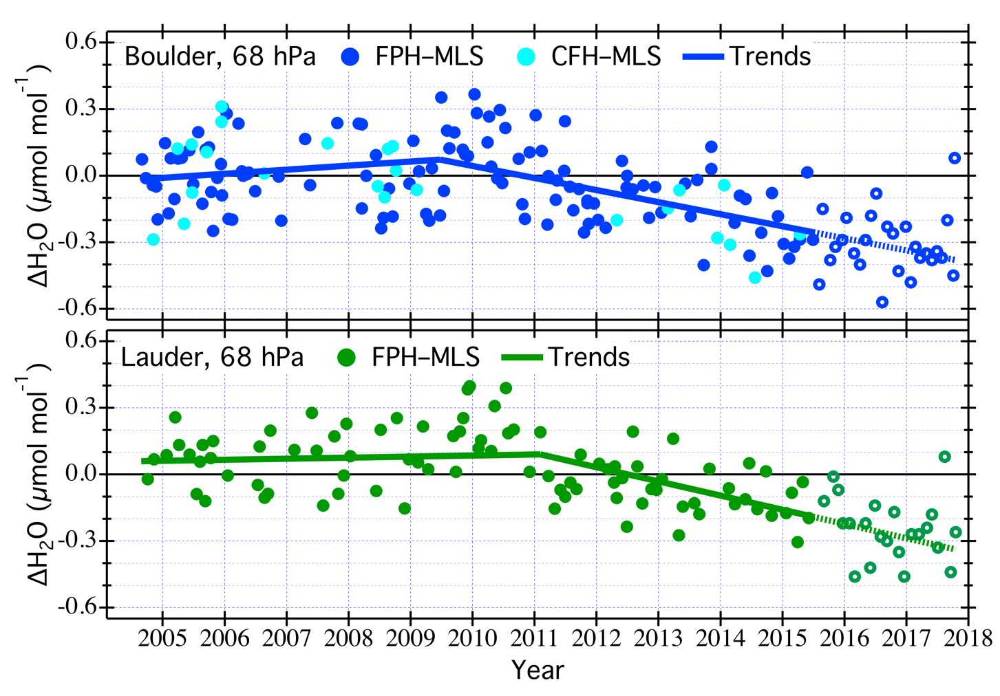 Boulder, 68 hPa FPH–MLS CFH–MLS Trends
0.6
0.3
0.0
-0.3
-0.6
ΔH₂O (µmol mol⁻¹)
Lauder, 68 hPa FPH–MLS Trends
0.6
0.3
0.0
-0.3
-0.6
ΔH₂O (µmol mol⁻¹)
2005 2006 2007 2008 2009 2010 2011 2012 2013 2014 2015 2016 2017 2018
Year